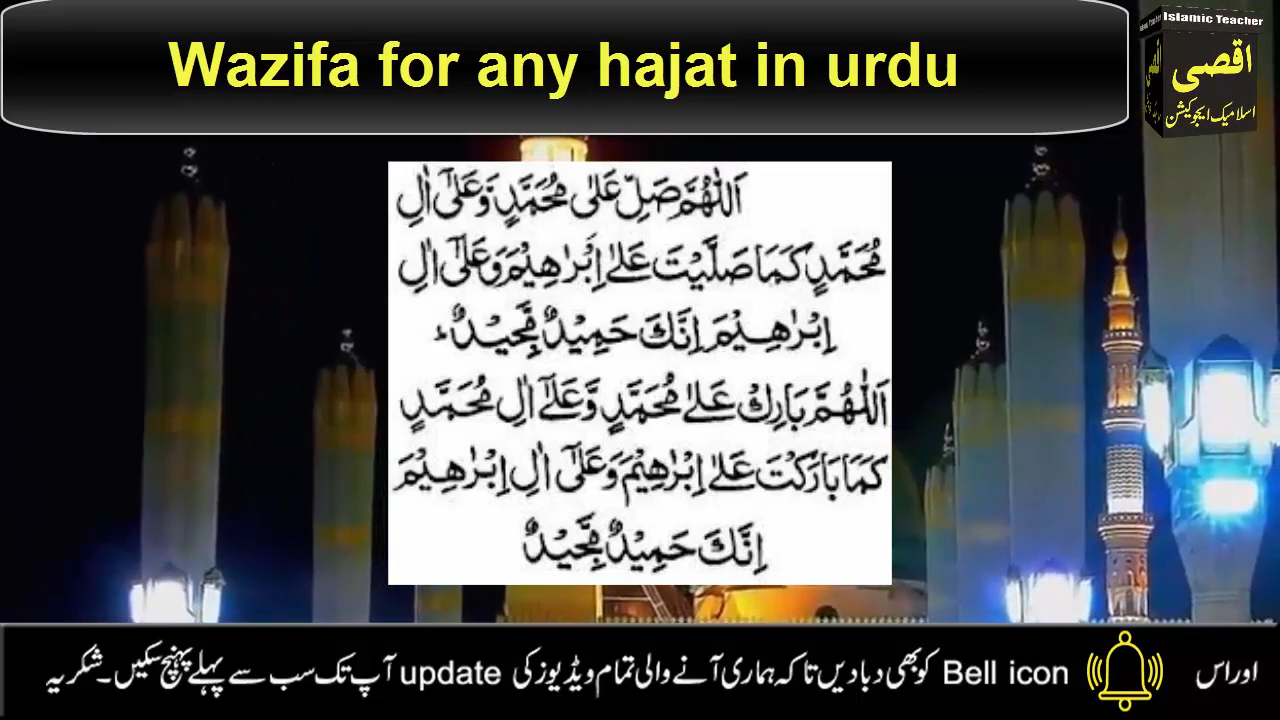 Wazifa for any hajat in urdu
Islamic Teacher
اقصی
اسلامیک ایجوکیشن
اَللّٰهُمَّ صَلِّ عَلٰى مُحَمَّدٍ وَّعَلٰٓى اٰلِ
مُحَمَّدٍ كَمَا صَلَّيْتَ عَلٰٓے اِبْرٰهِيْمَ وَعَلٰٓى اٰلِ
اِبْرٰهِيْمَ اِنَّكَ حَمِيْدٌ مَّجِيْدٌ ء
اَللّٰهُمَّ بَارِكْ عَلٰے مُحَمَّدٍ وَّعَلٰٓے اٰلِ مُحَمَّدٍ
كَمَا بَارَكْتَ عَلٰٓے اِبْرٰهِيْمَ وَعَلٰٓى اٰلِ اِبْرٰهِيْمَ
اِنَّكَ حَمِيْدٌ مَّجِيْدٌ
اور اس Bell icon کو بھی دبا دیں تا کہ ہماری آنے والی تمام ویڈیوز کی update آپ تک سب سے پہلے پہنچ سکیں۔شکریہ